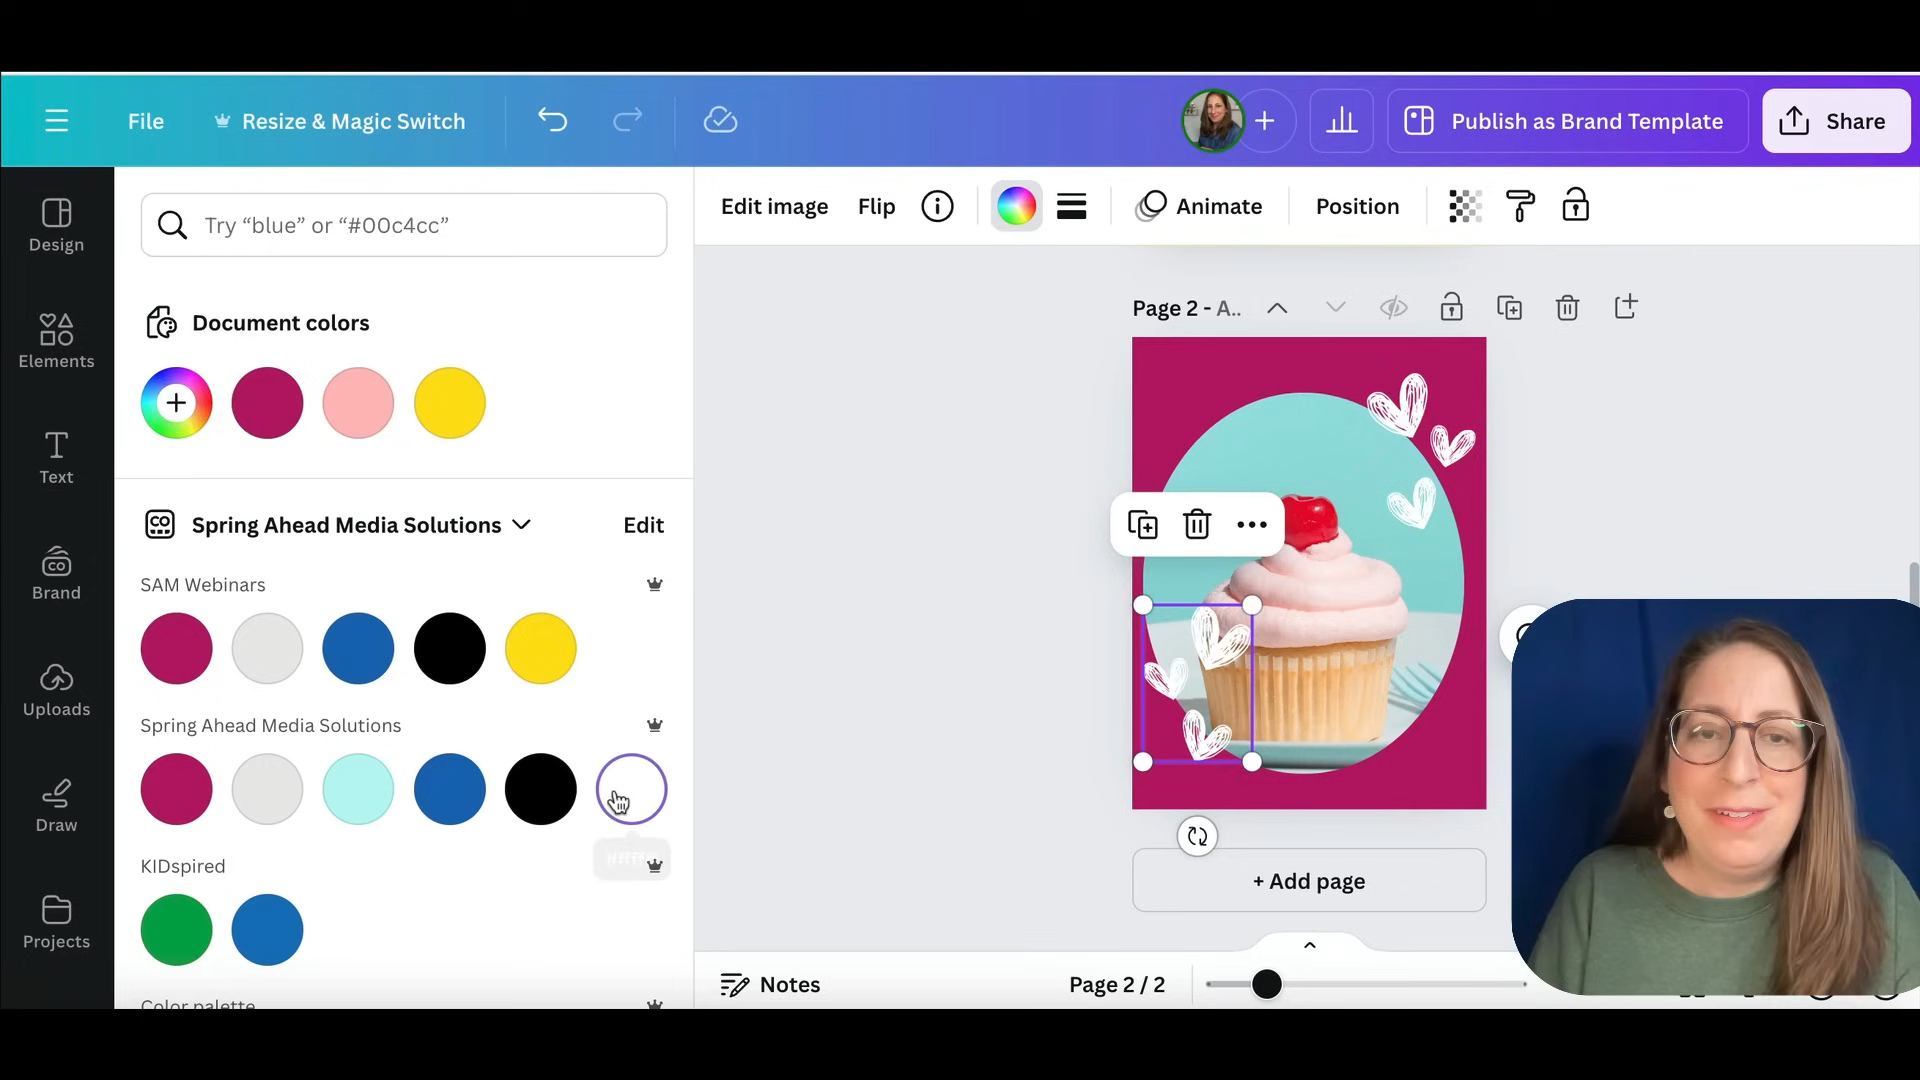 File
Resize & Magic Switch
Publish as Brand Template
Share
Design
Elements
Text
Brand
Uploads
Draw
Projects
Try “blue” or “#00c4cc”
Document colors
Spring Ahead Media Solutions
Edit
SAM Webinars
Spring Ahead Media Solutions
KIDspired
Color palette
Edit image
Flip
Animate
Position
Page 2 - A..
+ Add page
Notes
Page 2 / 2